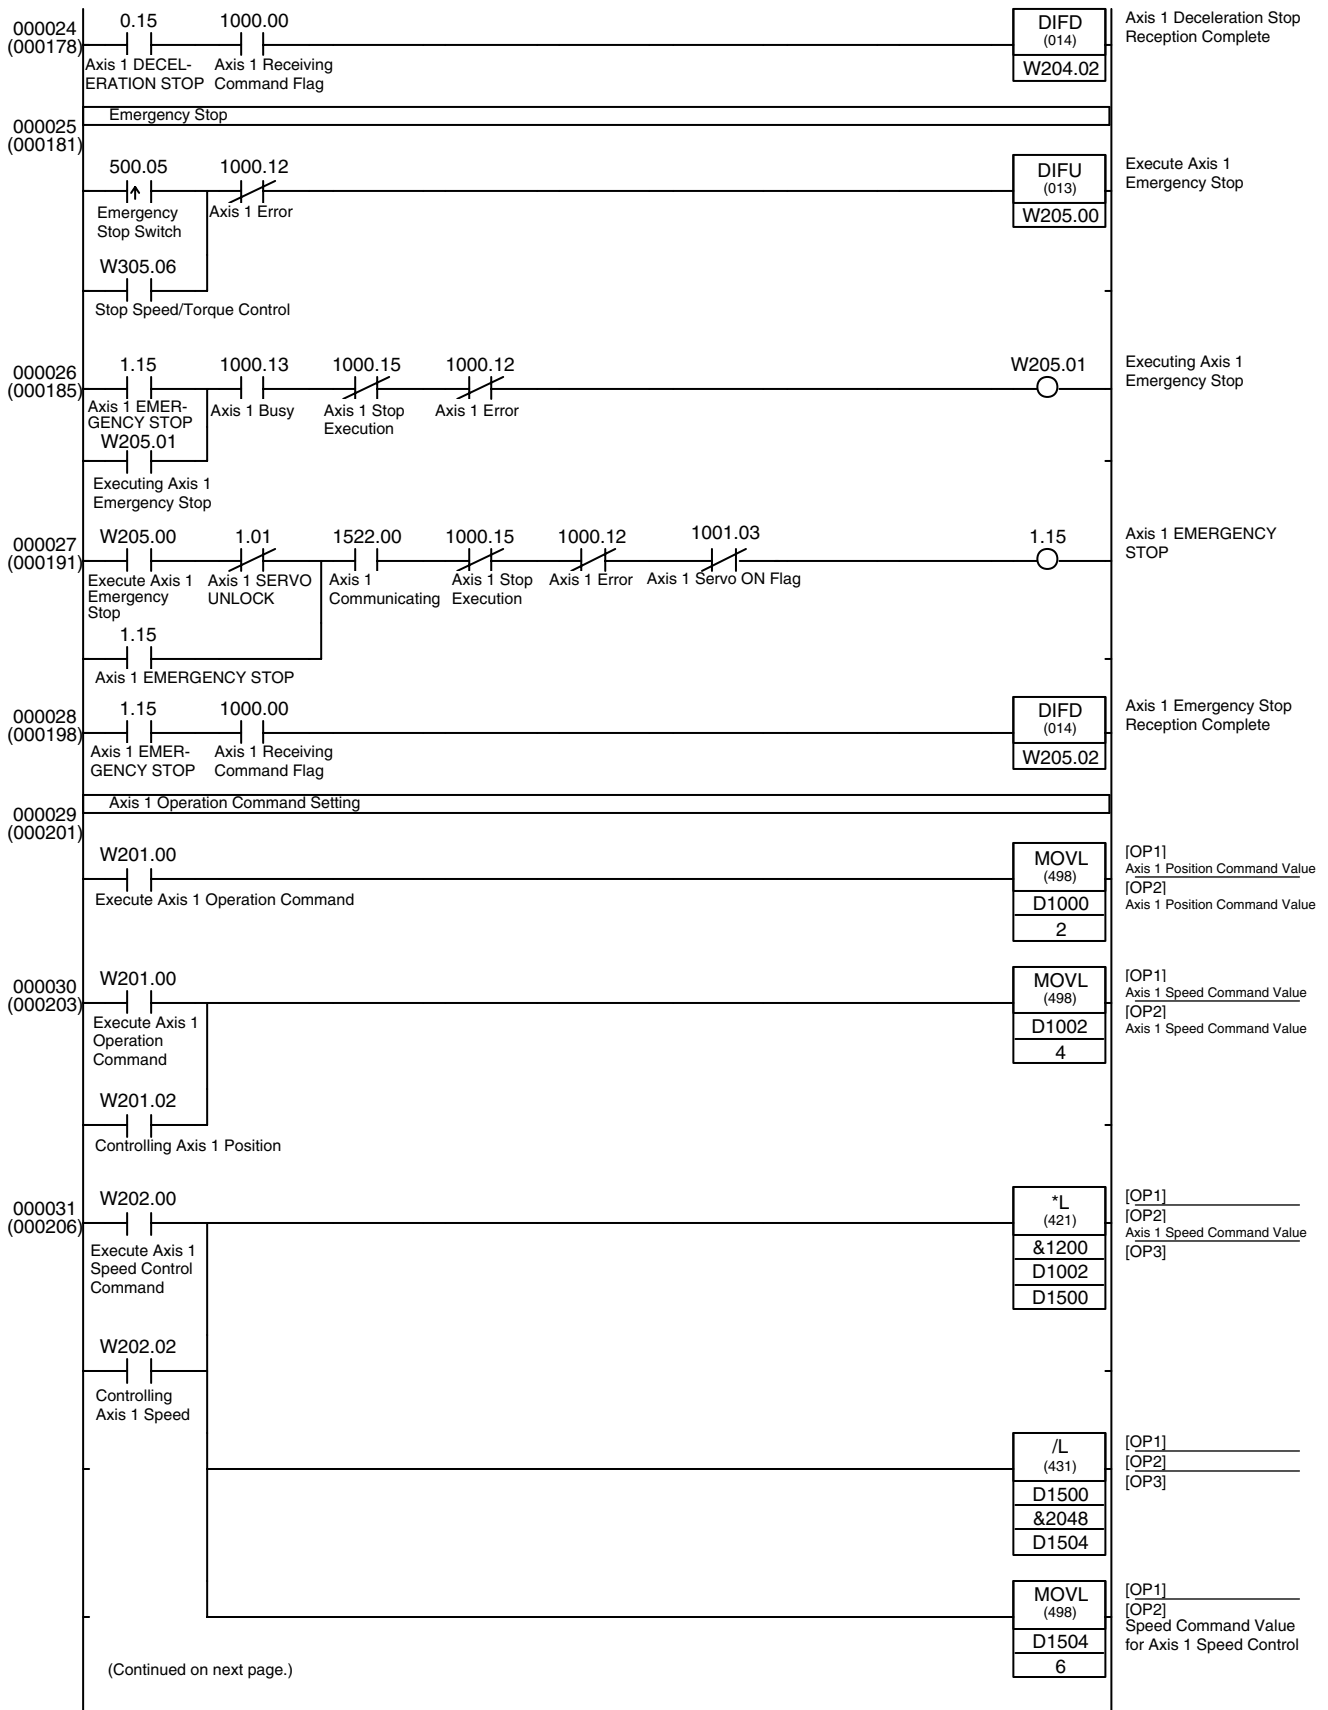 000024
(000178)
0.15 1000.00
Axis 1 DECEL-
ERATION STOP
Axis 1 Receiving
Command Flag
DIFD
(014)
W204.02
Axis 1 Deceleration Stop
Reception Complete
Emergency Stop
000025
(000181)
500.05 1000.12
Emergency
Stop Switch
Axis 1 Error
DIFU
(013)
W205.00
Execute Axis 1
Emergency Stop
W305.06
Stop Speed/Torque Control
000026
(000185)
1.15 1000.13 1000.15 1000.12 W205.01
Axis 1 EMER-
GENCY STOP
Axis 1 Busy
Axis 1 Stop
Execution
Axis 1 Error
Executing Axis 1
Emergency Stop
W205.01
Executing Axis 1
Emergency Stop
000027
(000191)
W205.00 1.01 1522.00 1000.15 1000.12 1001.03 1.15
Execute Axis 1
Emergency
Stop
Axis 1 SERVO
UNLOCK
Axis 1
Communicating
Axis 1 Stop
Execution
Axis 1 Error
Axis 1 Servo ON Flag
Axis 1 EMERGENCY
STOP
1.15
Axis 1 EMERGENCY STOP
000028
(000198)
1.15 1000.00
Axis 1 EMER-
GENCY STOP
Axis 1 Receiving
Command Flag
DIFD
(014)
W205.02
Axis 1 Emergency Stop
Reception Complete
Axis 1 Operation Command Setting
000029
(000201)
W201.00
Execute Axis 1 Operation Command
MOVL
(498)
D1000
2
[OP1]
Axis 1 Position Command Value
[OP2]
Axis 1 Position Command Value
000030
(000203)
W201.00
Execute Axis 1
Operation
Command
MOVL
(498)
D1002
4
[OP1]
Axis 1 Speed Command Value
[OP2]
Axis 1 Speed Command Value
W201.02
Controlling Axis 1 Position
000031
(000206)
W202.00
Execute Axis 1
Speed Control
Command
*L
(421)
&1200
D1002
D1500
[OP1]
[OP2]
Axis 1 Speed Command Value
[OP3]
W202.02
Controlling
Axis 1 Speed
/L
(431)
D1500
&2048
D1504
[OP1]
[OP2]
[OP3]
MOVL
(498)
D1504
6
[OP1]
[OP2]
Speed Command Value
for Axis 1 Speed Control
(Continued on next page.)